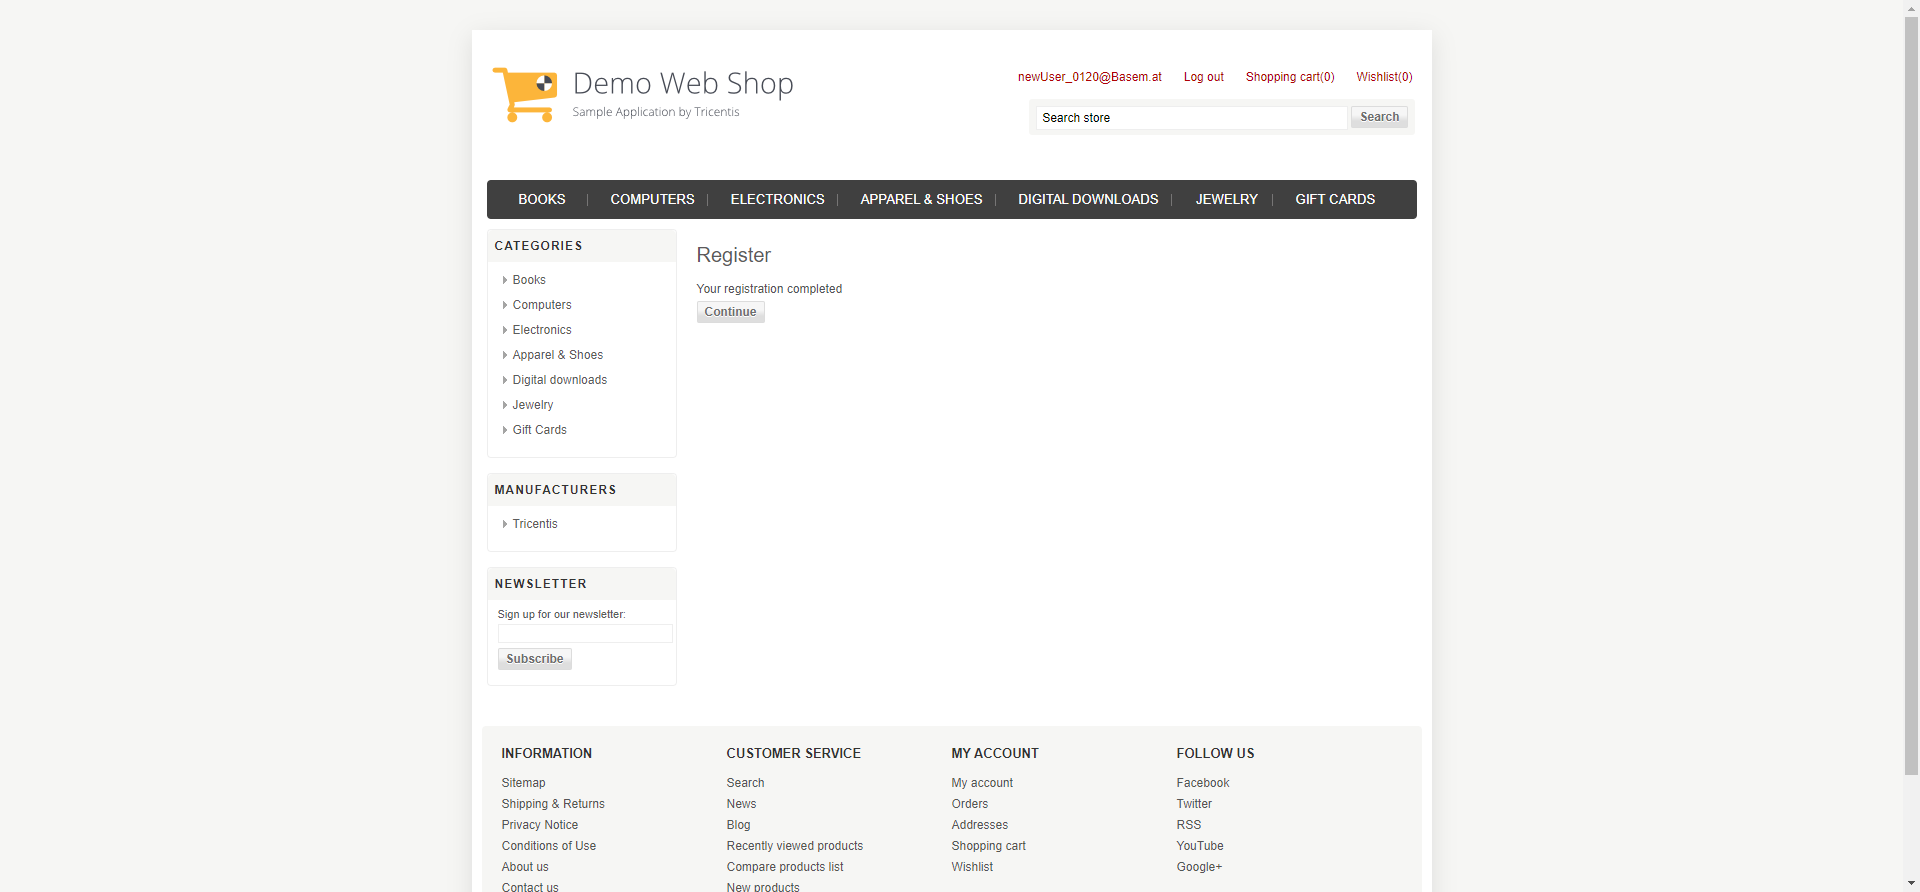 Demo Web Shop
Sample Application by Tricentis
newUser_0120@Basem.at Log out Shopping cart(0) Wishlist(0)
Search store Search
BOOKS COMPUTERS ELECTRONICS APPAREL & SHOES DIGITAL DOWNLOADS JEWELRY GIFT CARDS
CATEGORIES
Books
Computers
Electronics
Apparel & Shoes
Digital downloads
Jewelry
Gift Cards
MANUFACTURERS
Tricentis
NEWSLETTER
Sign up for our newsletter:
Subscribe
Register
Your registration completed
Continue
INFORMATION
Sitemap
Shipping & Returns
Privacy Notice
Conditions of Use
About us
Contact us
CUSTOMER SERVICE
Search
News
Blog
Recently viewed products
Compare products list
New products
MY ACCOUNT
My account
Orders
Addresses
Shopping cart
Wishlist
FOLLOW US
Facebook
Twitter
RSS
YouTube
Google+